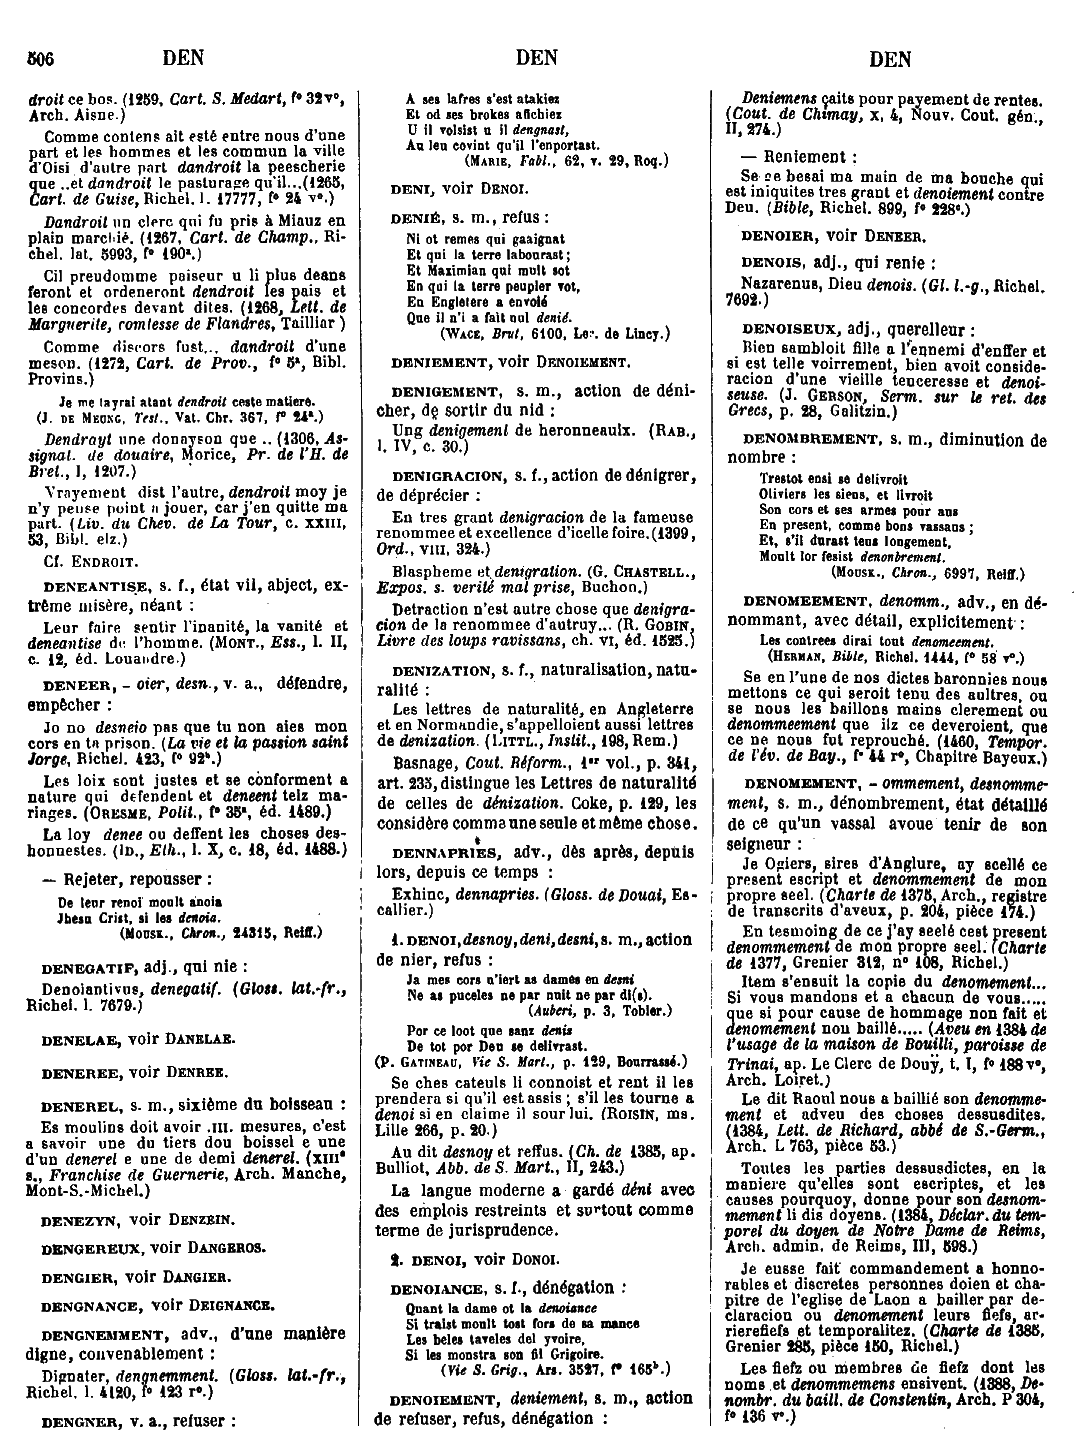 506 DEN DEN DEN
droit ce bos. (1259, Cart. S. Medart, f° 32 v°,
Arch. Aisne.)
Comme contens ait esté entre nous d'une
part et les hommes et les commun la ville
d'Oisi d'autre part dandroit la peescherie
que ..et dandroit le pasturage qu'il...(1265,
Cart. de Guise, Richel. l. 17777, f° 24 v°.)
Dandroit un clerc qui fu pris à Miauz en
plain marchié. (1267, Cart. de Champ., Ri-
chel. lat. 5993, f° 190ᵃ.)
Cil preudomme paiseur u li plus deans
feront et ordeneront dendroit les pais et
les concordes devant dites. (1268, Lett. de
Marguerite, comtesse de Flandres, Tailliar )
Comme discors fust... dandroit d'une
meson. (1272, Cart. de Prov., f° 5ᵃ, Bibl.
Provins.)
Je me tayrai atant dendroit ceste matiere.
(J. DE MEUNG, Test., Vat. Chr. 367, f° 24ᵃ.)
Dendrayt une donayson que .. (1306, As-
signat. de douaire, Morice, Pr. de l'H. de
Bret., I, 1207.)
Vrayement dist l'autre, dendroit moy je
n'y pense point a jouer, car j'en quitte ma
part. (Liv. du Chev. de La Tour, c. XXIII,
53, Bibl. elz.)
Cf. ENDROIT.
DENEANTISE, s. f., état vil, abject, ex-
trême misère, néant :
Leur faire sentir l'inanité, la vanité et
deneantise de l'homme. (MONT., Ess., l. II,
c. 12, éd. Louandre.)
DENEER, - oier, desn., v. a., défendre,
empêcher :
Jo no desneio pas que tu non aies mon
cors en ta prison. (La vie et la passion saint
Jorge, Richel. 423, f° 92ᵇ.)
Les loix sont justes et se conforment a
nature qui defendent et deneent telz ma-
riages. (ORESME, Polit., f° 35ᵃ, éd. 1489.)
La loy denee ou deffent les choses des-
honnestes. (ID., Eth., l. X, c. 18, éd. 1488.)
— Rejeter, repousser :
De leur renoi moult anoia
Jhesu Crist, si les denoia.
(MOUSK., Chron., 24315, Reiff.)
DENEGATIF, adj., qui nie :
Denoiantivus, denegatif. (Gloss. lat.-fr.,
Richel. l. 7679.)
DENELAE, voir DANELAE.
DENEREE, voir DENREE.
DENEREL, s. m., sixième du boisseau :
Es moulins doit avoir .III. mesures, c'est
a savoir une du tiers dou boissel e une
d'un denerel e une de demi denerel. (XIIIᵉ
s., Franchise de Guernerie, Arch. Manche,
Mont-S.-Michel.)
DENEZYN, voir DENZEIN.
DENGEREUX, voir DANGEROS.
DENGIER, voir DANGIER.
DENGNANCE, voir DEIGNANCE.
DENGNEMMENT, adv., d'une manière
digne, convenablement :
Dignater, dengnemment. (Gloss. lat.-fr.,
Richel. l. 4120, f° 123 r°.)
DENGNER, v. a., refuser :
A ses lafres s'est atakiez
Et od ses brokes afichiez
U il volsist u il dengnast,
Au leu covint qu'il l'enportast.
(MARIE, Fabl., 62, v. 29, Roq.)
DENI, voir DENOI.
DENIÉ, s. m., refus :
Ni ot remes qui gaaignat
Et qui la terre labourast ;
Et Maximian qui mult sot
En qui la terre peupler vot,
En Engletere a envoié
Que il n'i a fait nul denié.
(WACE, Brut, 6100, Ler. de Lincy.)
DENIEMENT, voir DENOIEMENT.
DENIGEMENT, s. m., action de déni-
cher, de sortir du nid :
Ung denigement de heronneaulx. (RAB.,
l. IV, c. 30.)
DENIGRACION, s. f., action de dénigrer,
de déprécier :
En tres grant denigracion de la fameuse
renommee et excellence d'icelle foire. (1399,
Ord., VIII, 324.)
Blaspheme et denigration. (G. CHASTELL.,
Expos. s. verité mal prise, Buchon.)
Detraction n'est autre chose que denigra-
cion de la renommee d'autruy... (R. GOBIN,
Livre des loups ravissans, ch. VI, éd. 1525.)
DENIZATION, s. f., naturalisation, natu-
ralité :
Les lettres de naturalité, en Angleterre
et en Normandie, s'appelloient aussi lettres
de denization. (LITTL., Instit., 198, Rem.)
Basnage, Cout. Réform., 1ᵉʳ vol., p. 341,
art. 235, distingue les Lettres de naturalité
de celles de dénization. Coke, p. 129, les
considère comma une seule et même chose.
DENNAPRIES, adv., dès après, depuis
lors, depuis ce temps :
Exhinc, dennapries. (Gloss. de Douai, Es-
callier.)
1. DENOI, desnoy, deni, desni, s. m., action
de nier, refus :
Ja mes cors n'iert as dames en desni
Ne as puceles ne par nuit ne par di(s).
(Auberi, p. 3, Tobler.)
Por ce loot que sanz denis
De tot por Deu se delivrast.
(P. GATINEAU, Vie S. Mart., p. 129, Bourrassé.)
Se ches cateuls li connoist et rent il les
prendera si qu'il est assis ; s'il les tourne a
denoi si en claime il sour lui. (ROISIN, ms.
Lille 266, p. 20.)
Au dit desnoy et reffus. (Ch. de 1385, ap.
Bulliot, Abb. de S. Mart., II, 243.)
La langue moderne a gardé déni avec
des emplois restreints et surtout comme
terme de jurisprudence.
2. DENOI, voir DONOI.
DENOIANCE, s. f., dénégation :
Quant la dame ot la denoiance
Si traist moult tost fors de sa mance
Les beles taveles del yvoire,
Si les monstra son fil Grigoire.
(Vie S. Grig., Ars. 3527, f° 165ᵇ.)
DENOIEMENT, deniement, s. m., action
de refuser, refus, dénégation :
Deniemens çaits pour payement de rentes.
(Cout. de Chimay, X, 4, Nouv. Cout. gén.,
II, 274.)
— Reniement :
Se ge besai ma main de ma bouche qui
est iniquites tres grant et denoiement contre
Deu. (Bible, Richel. 899, f° 228ᶜ.)
DENOIER, voir DENEER.
DENOIS, adj., qui renie :
Nazarenus, Dieu denois. (Gl. l.-g., Richel.
7692.)
DENOISEUX, adj., querelleur :
Bien sambloit fille a l'ennemi d'enffer et
si est telle voirrement, bien avoit conside-
racion d'une vieille tenceresse et denoi-
seuse. (J. GERSON, Serm. sur le ret. des
Grecs, p. 28, Galitzin.)
DENOMBREMENT, s. m., diminution de
nombre :
Trestot ensi se delivroit
Oliviers les siens, et livroit
Son cors et ses armes pour aus
En present, comme bons vassaus ;
Et, s'il durast tens longement,
Moult lor fesist denonbrement.
(MOUSK., Chron., 6997, Reiff.)
DENOMEEMENT, denomm., adv., en dé-
nommant, avec détail, explicitement :
Les contrees dirai tout denomeement.
(HERMAN, Bible, Richel. 1444, f° 58 v°.)
Se en l'une de nos dictes baronnies nous
mettons ce qui seroit tenu des aultres, ou
se nous les baillons mains clerement ou
denommeement que ilz ce deveroient, que
ce ne nous fut reprouché. (1460, Tempor.
de l'év. de Bay., f° 44 r°, Chapitre Bayeux.)
DENOMEMENT, - ommement, desnomme-
ment, s. m., dénombrement, état détaillé
de ce qu'un vassal avoue tenir de son
seigneur :
Je Ogiers, sires d'Anglure, ay scellé ce
present escript et denommement de mon
propre seel. (Charte de 1375, Arch., registre
de transcrits d'aveux, p. 204, pièce 174.)
En tesmoing de ce j'ay seelé cest present
denommement de mon propre seel. (Charte
de 1377, Grenier 312, n° 108, Richel.)
Item s'ensuit la copie du denomement...
Si vous mandons et a chacun de vous.....
que si pour cause de hommage non fait et
denomement non baillé..... (Aveu en 1384 de
l'usage de la maison de Bouilli, paroisse de
Trinai, ap. Le Clerc de Douÿ, t. I, f° 188 v°,
Arch. Loiret.)
Le dit Raoul nous a baillié son denomme-
ment et adveu des choses dessusdites.
(1384, Lett. de Richard, abbé de S.-Germ.,
Arch. L 763, pièce 53.)
Toutes les parties dessusdictes, en la
maniere qu'elles sont escriptes, et les
causes pourquoy, donne pour son desnom-
mement li dis doyens. (1384, Déclar. du tem-
porel du doyen de Notre Dame de Reims,
Arch. admin. de Reims, III, 598.)
Je eusse fait commandement a honno-
rables et discretes personnes doien et cha-
pitre de l'eglise de Laon a bailler par de-
claracion ou denomement leurs fiefs, ar-
rierefiefs et temporalitez. (Charte de 1385,
Grenier 285, pièce 150, Richel.)
Les fiefz ou membres de fiefz dont les
noms et denommemens ensivent. (1388, De-
nombr. du baill. de Constentin, Arch. P 304,
f° 136 v°.)